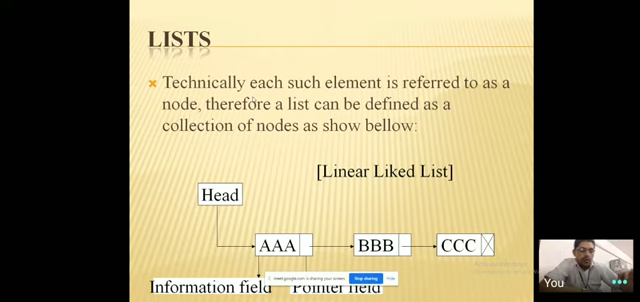 LISTS
Technically each such element is referred to as a
node, therefore a list can be defined as a
collection of nodes as show bellow:
[Linear Liked List]
Head
AAA BBB CCC
meet.google.com is sharing your screen. Stop sharing Hide
Information field Pointer field
You